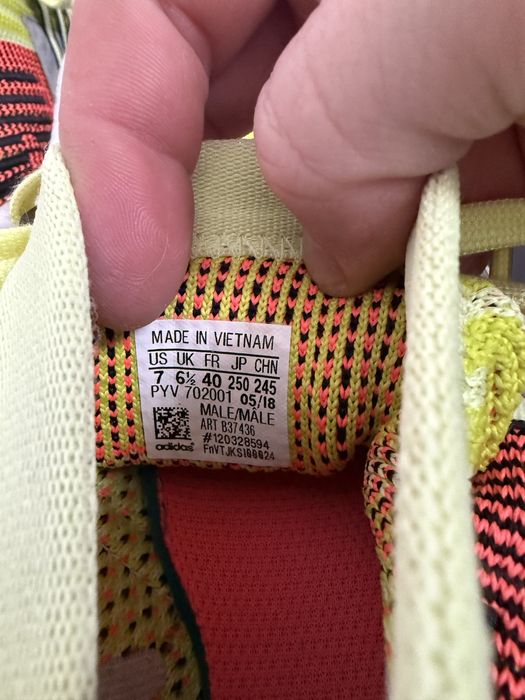 MADE IN VIETNAM
US UK FR JP CHN
7 6½ 40 250 245
PYV 702001 05/18
MALE/MÂLE
ART B37436
#120328594
adidas FnVTJKSI00024